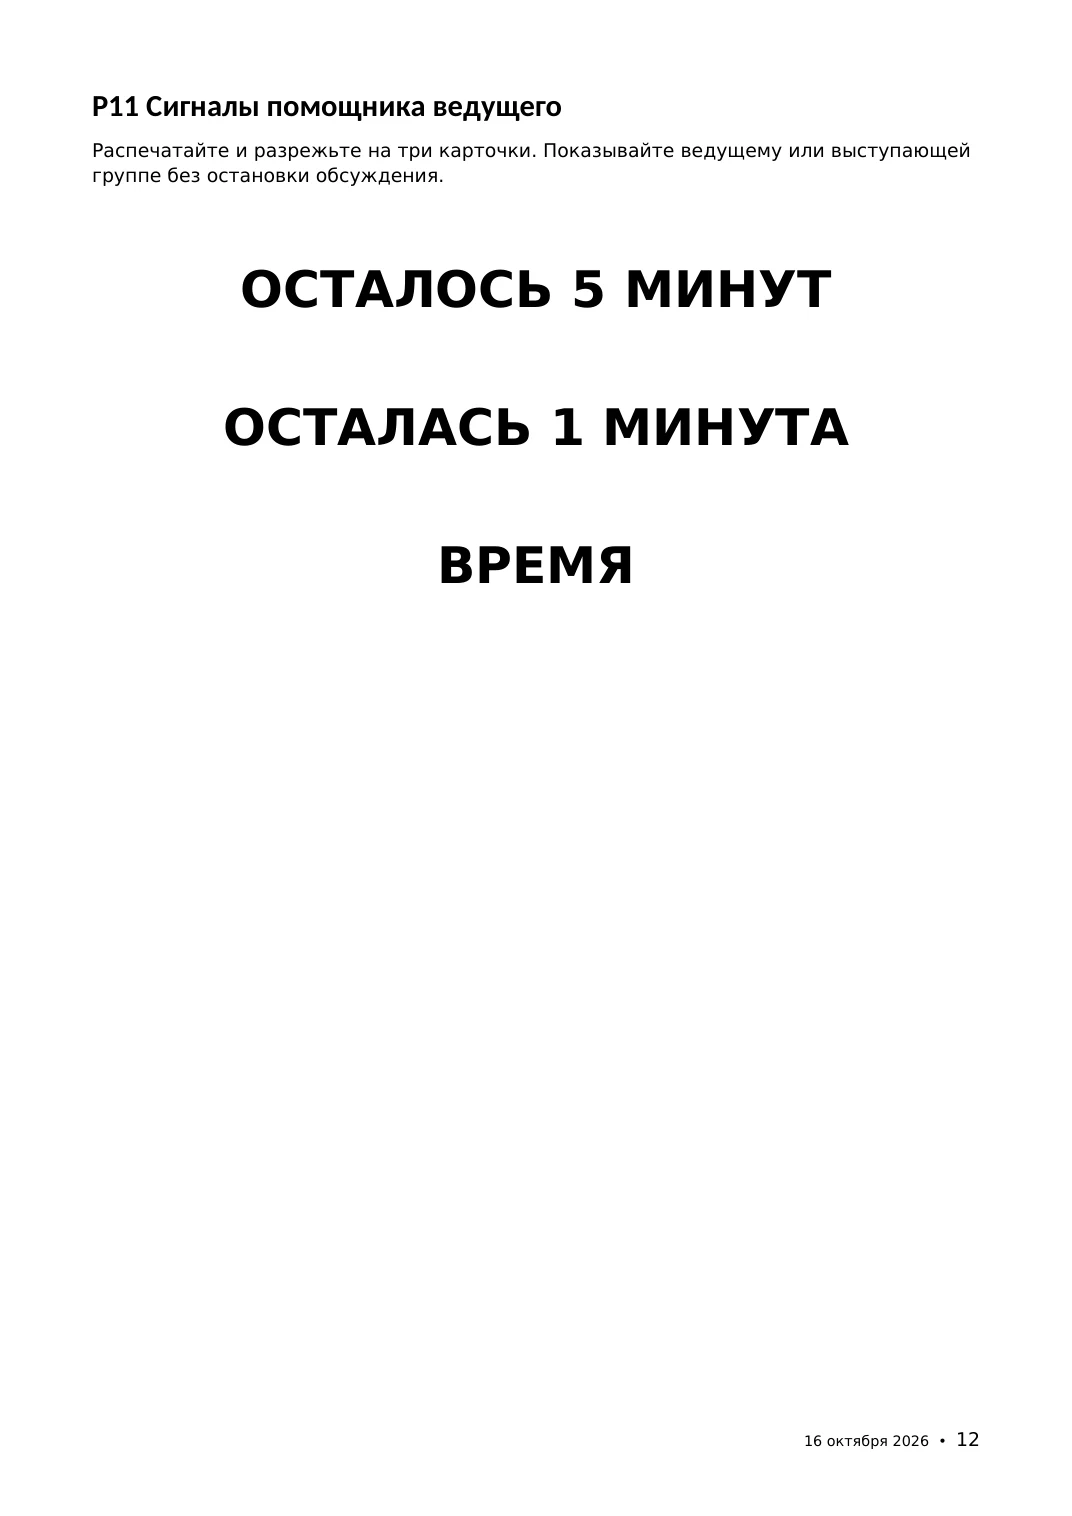 P11 Сигналы помощника ведущего
Распечатайте и разрежьте на три карточки. Показывайте ведущему или выступающей
группе без остановки обсуждения.
ОСТАЛОСЬ 5 МИНУТ
ОСТАЛАСЬ 1 МИНУТА
ВРЕМЯ
16 октября 2026 • 12